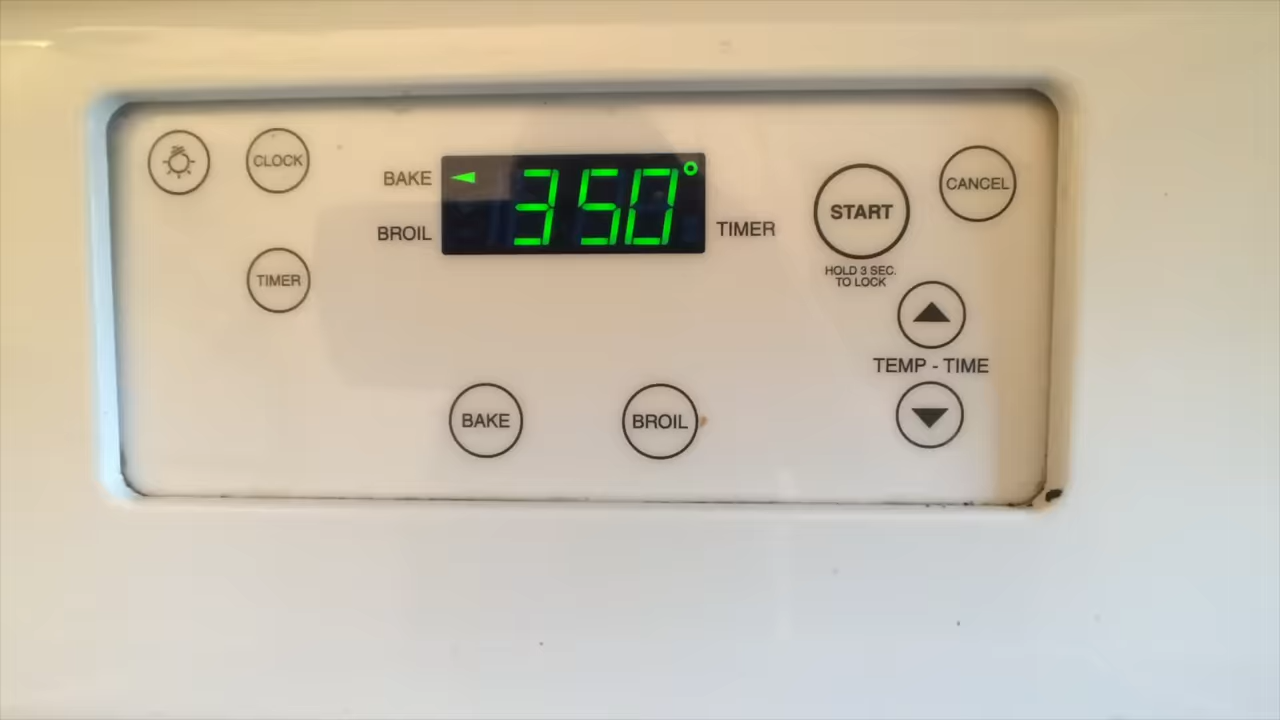 CLOCK
BAKE
350°
BROIL
TIMER
START
CANCEL
HOLD 3 SEC.
TO LOCK
TIMER
TEMP - TIME
BAKE
BROIL